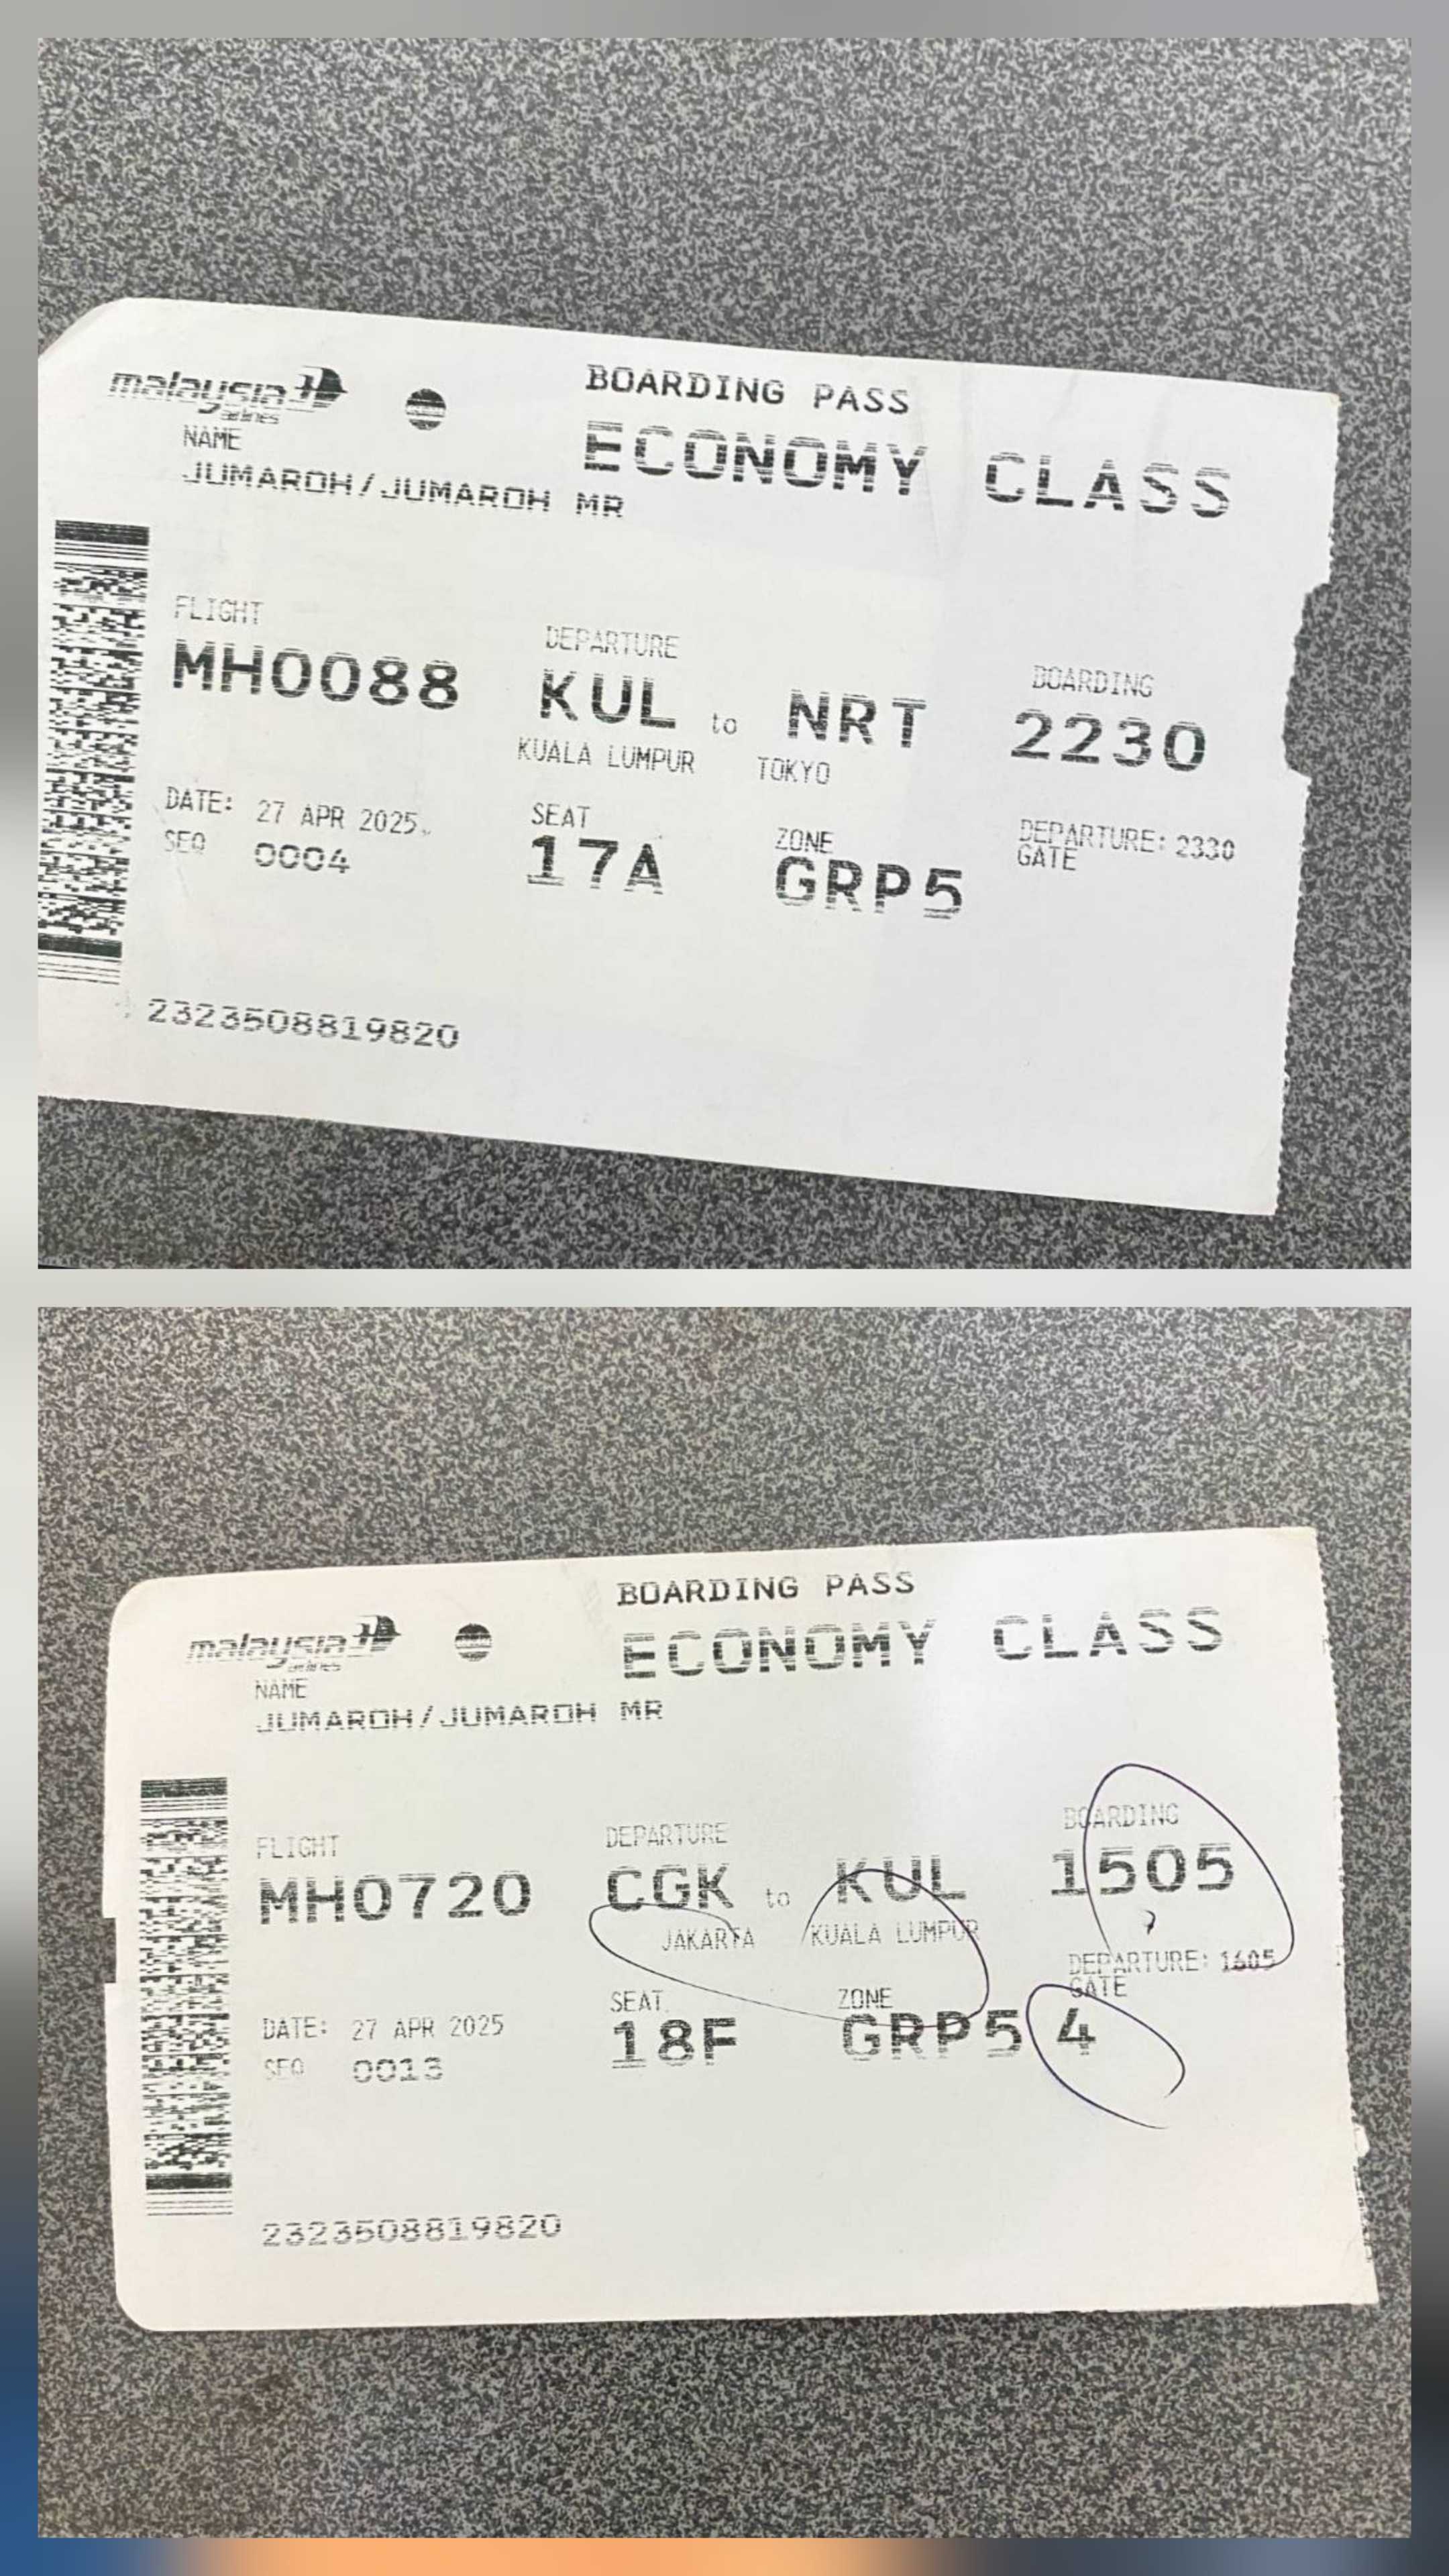 malaysia
airlines
BOARDING PASS
ECONOMY CLASS
NAME
JUMAROH/JUMAROH MR
FLIGHT
MH0088
DEPARTURE
KUL to NRT
KUALA LUMPUR TOKYO
BOARDING
2230
DATE: 27 APR 2025
SEQ 0004
SEAT
17A
ZONE
GRP5
DEPARTURE: 2330
GATE
2323508819820
malaysia
airlines
BOARDING PASS
ECONOMY CLASS
NAME
JUMAROH/JUMAROH MR
FLIGHT
MH0720
DEPARTURE
CGK to KUL
JAKARTA KUALA LUMPUR
BOARDING
1505
DEPARTURE: 1605
GATE
4
DATE: 27 APR 2025
SEQ 0013
SEAT
18F
ZONE
GRP5
2323508819820